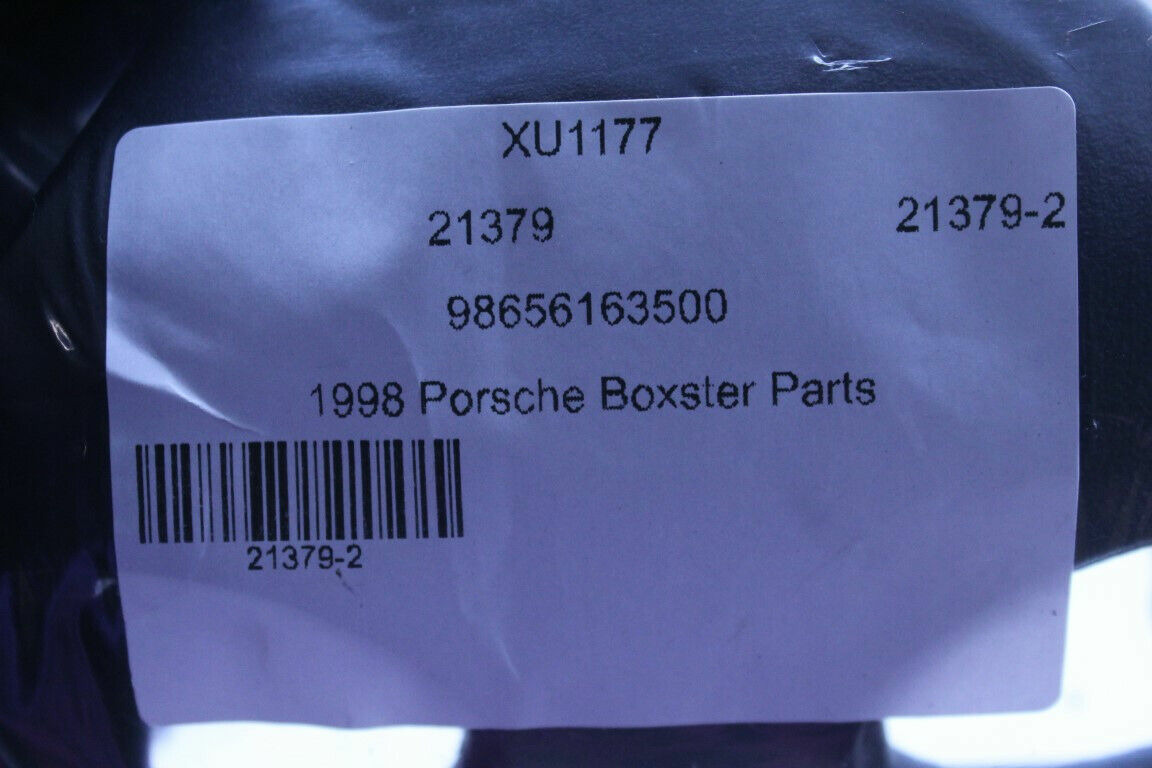 XU1177
21379 21379-2
98656163500
1998 Porsche Boxster Parts
21379-2